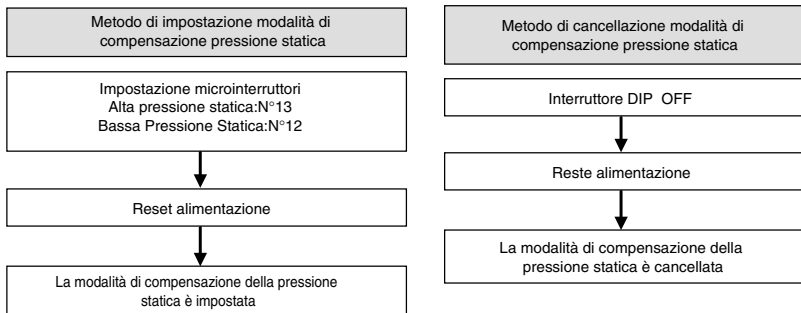 Metodo di impostazione modalità di
compensazione pressione statica
Impostazione microinterruttori
Alta pressione statica:N°13
Bassa Pressione Statica:N°12
Reset alimentazione
La modalità di compensazione della pressione
statica è impostata
Metodo di cancellazione modalità di
compensazione pressione statica
Interruttore DIP OFF
Reste alimentazione
La modalità di compensazione della
pressione statica è cancellata